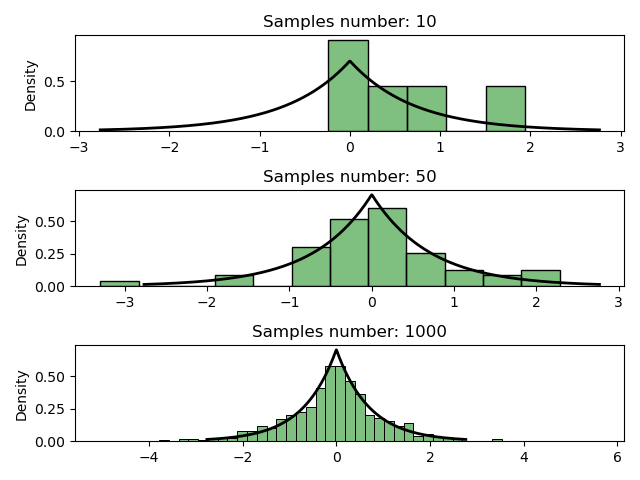 Samples number: 10
Density
0.5
0.0
−3 −2 −1 0 1 2 3
Samples number: 50
Density
0.50
0.25
0.00
−3 −2 −1 0 1 2 3
Samples number: 1000
Density
0.50
0.25
0.00
−4 −2 0 2 4 6